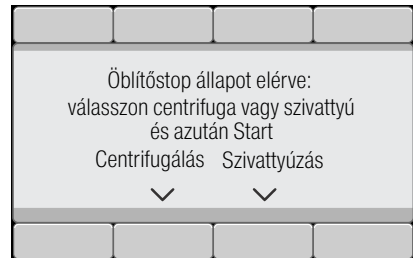 Öblítőstop állapot elérve:
válasszon centrifuga vagy szivattyú
és azután Start
Centrifugálás Szivattyúzás